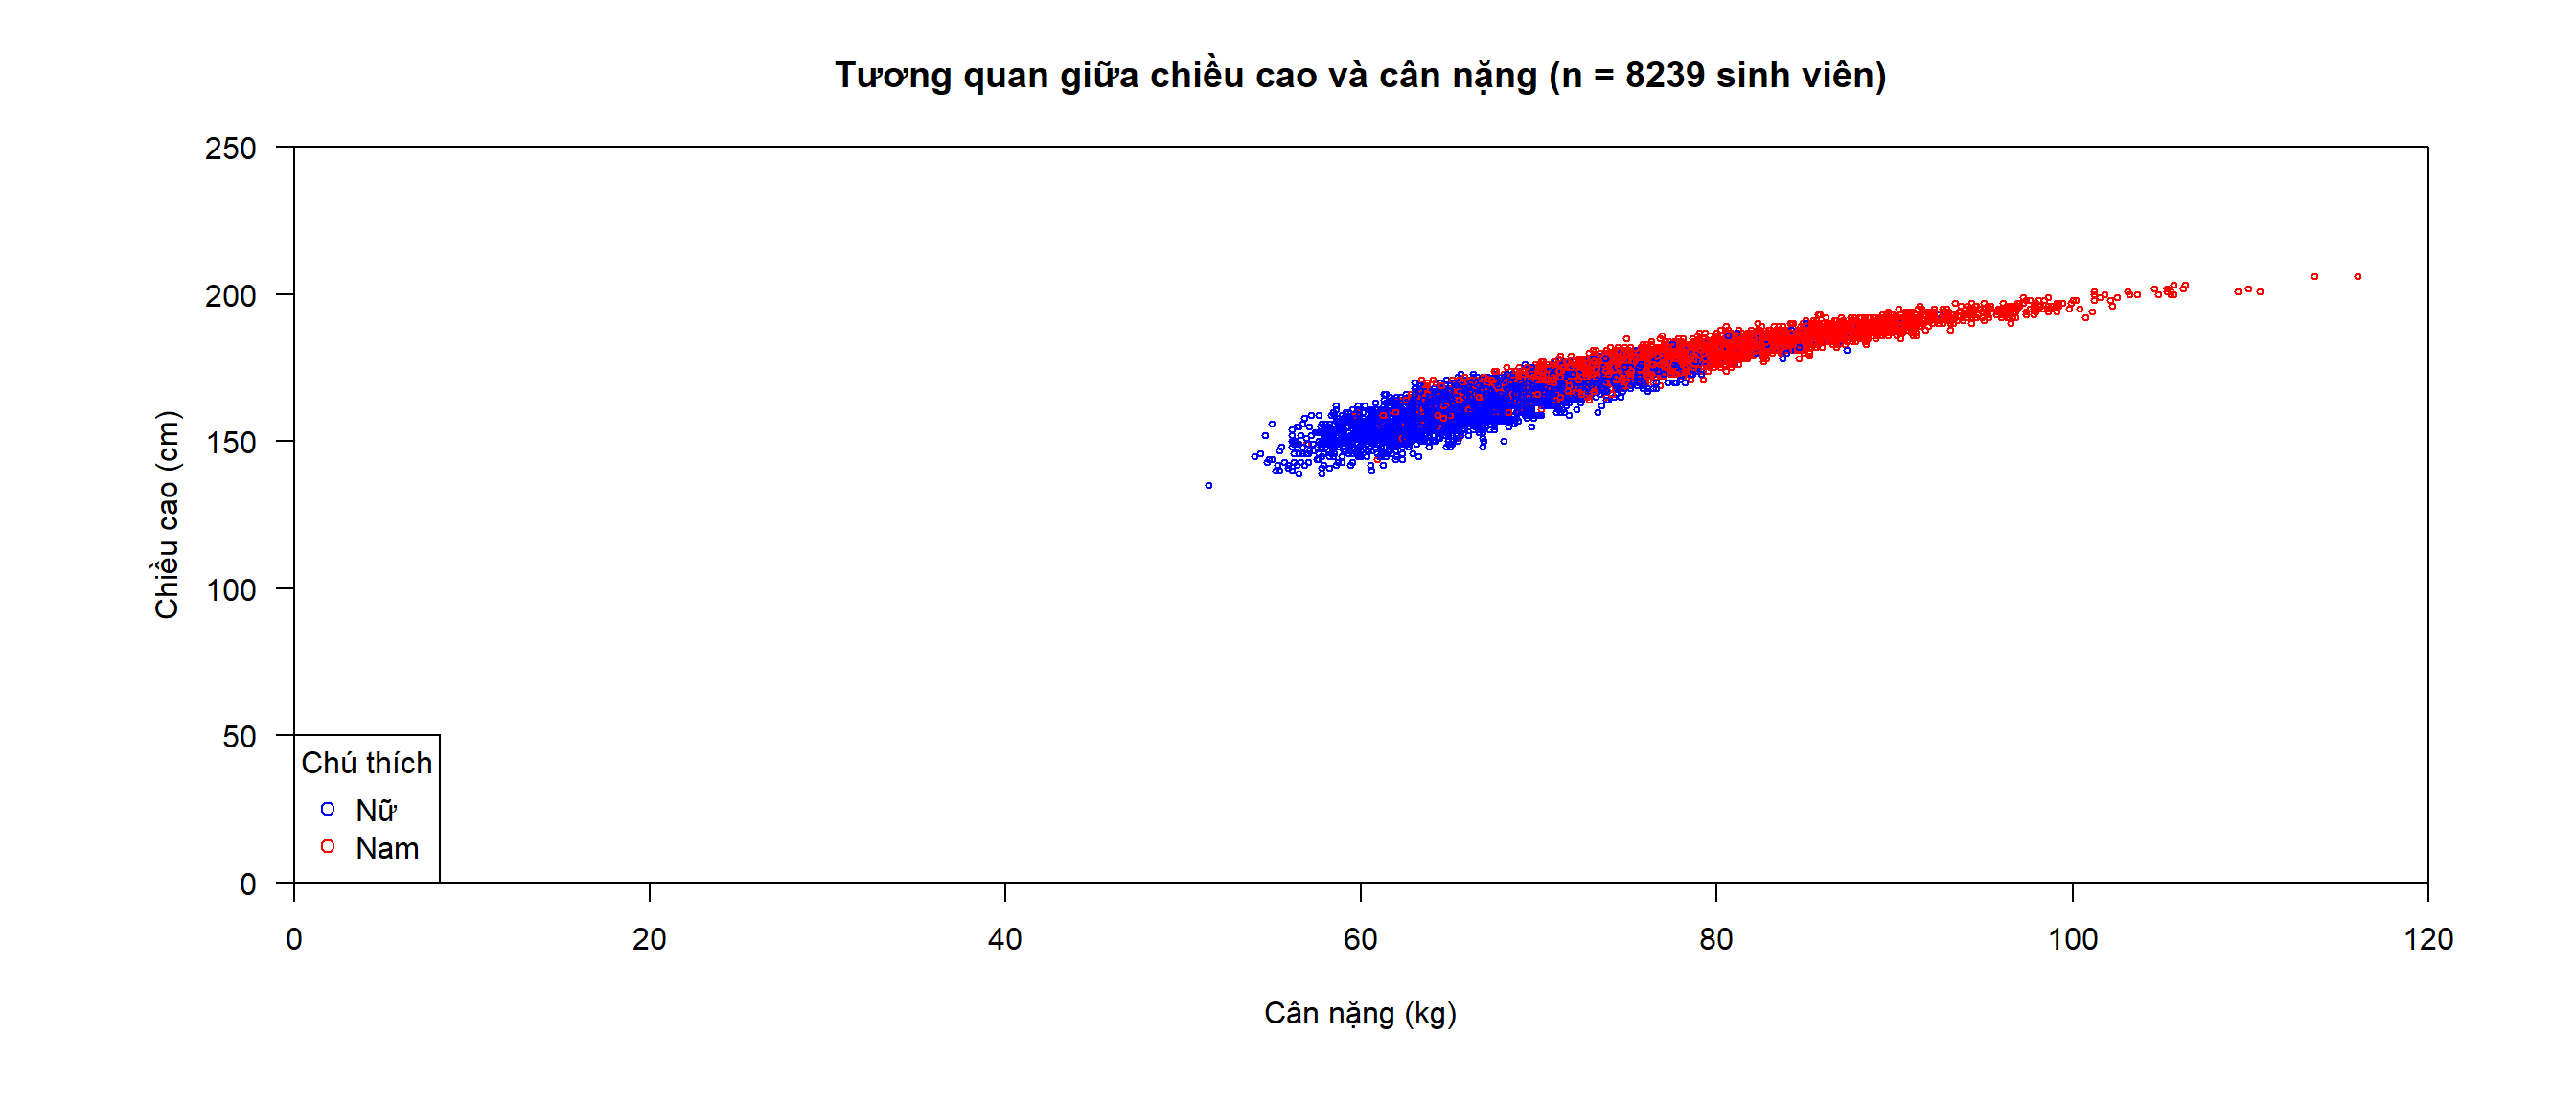 Tương quan giữa chiều cao và cân nặng (n = 8239 sinh viên)
250
200
150
100
50
0
Chiều cao (cm)
Chú thích
Nữ
Nam
0 20 40 60 80 100 120
Cân nặng (kg)